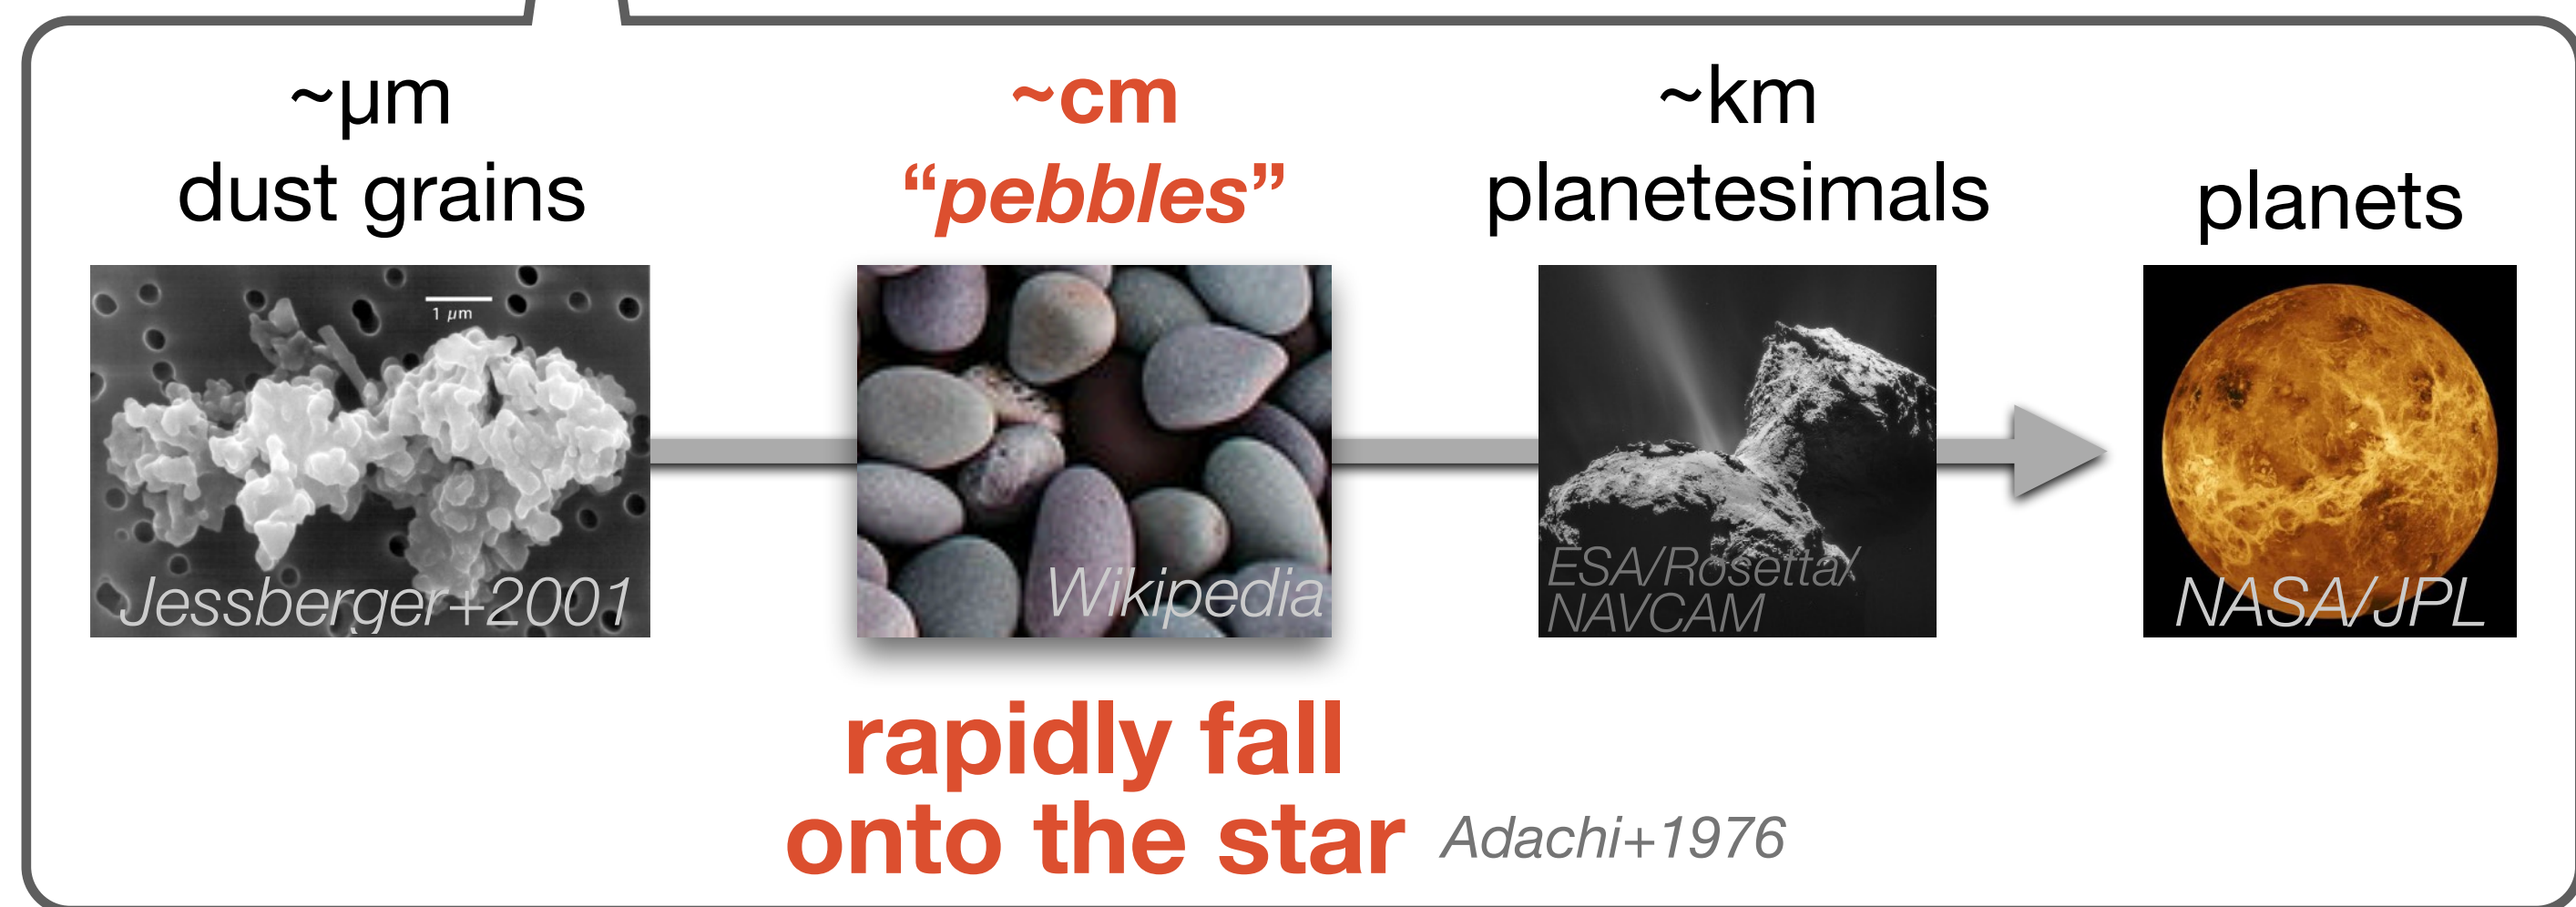 ~µm
dust grains
~cm
“pebbles”
~km
planetesimals
planets
1 µm
Jessberger+2001
Wikipedia
ESA/Rosetta/
NAVCAM
NASA/JPL
rapidly fall
onto the star
Adachi+1976